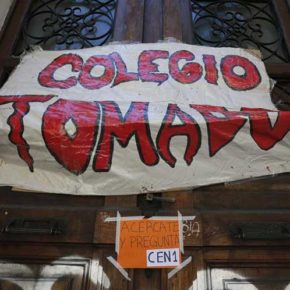 COLEGIO
TOMADO
ACERCATE
Y PREGUNTA
CEN1